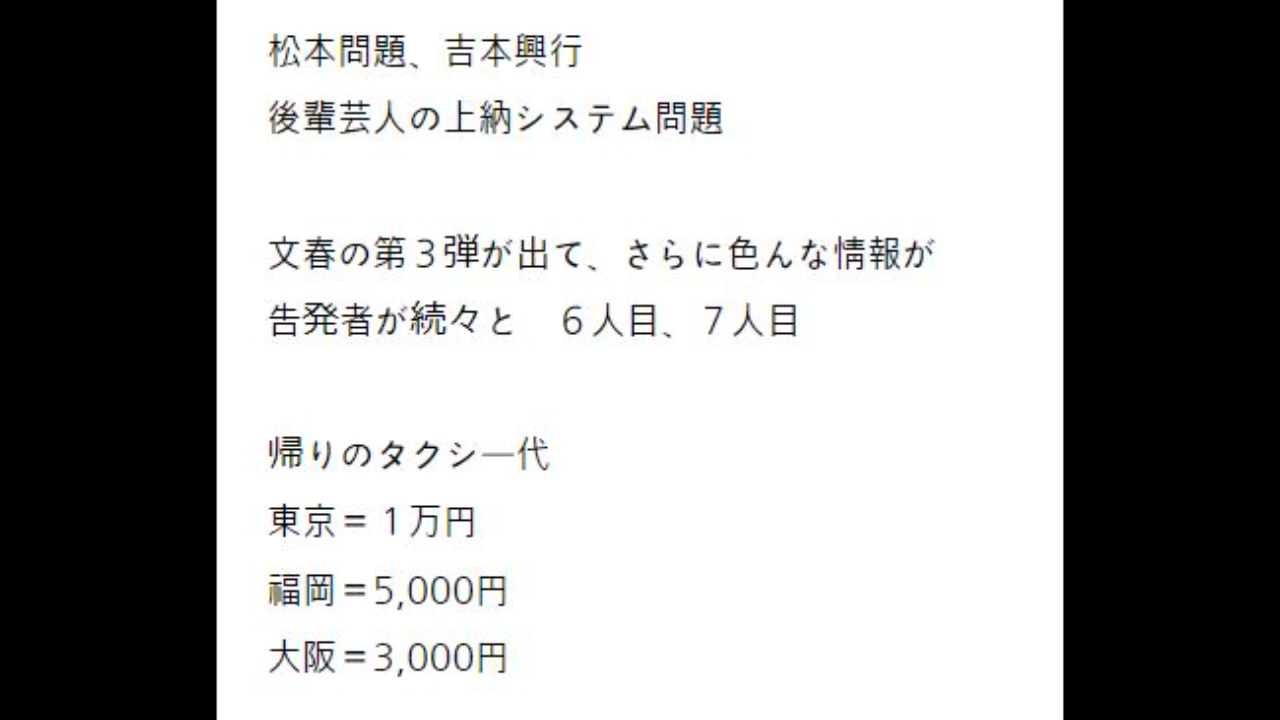 松本問題、吉本興行
後輩芸人の上納システム問題
文春の第３弾が出て、さらに色んな情報が
告発者が続々と　６人目、７人目
帰りのタクシー代
東京＝１万円
福岡＝5,000円
大阪＝3,000円